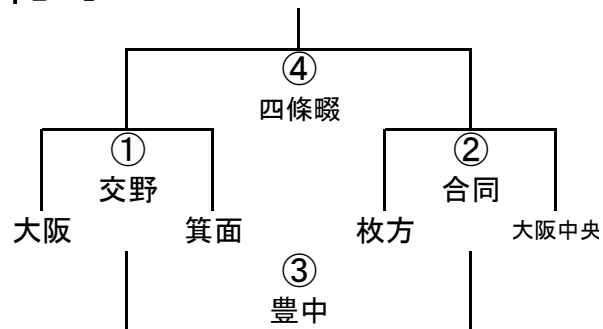 ④
四條畷
① ②
交野 合同
大阪 箕面 枚方 大阪中央
③
豊中